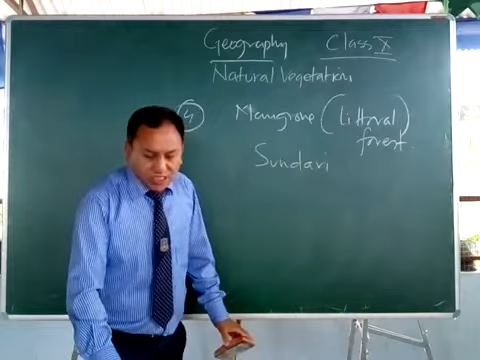 Geography Class X
Natural Vegetation
4 Mangrove (Littoral
forest.
Sundari